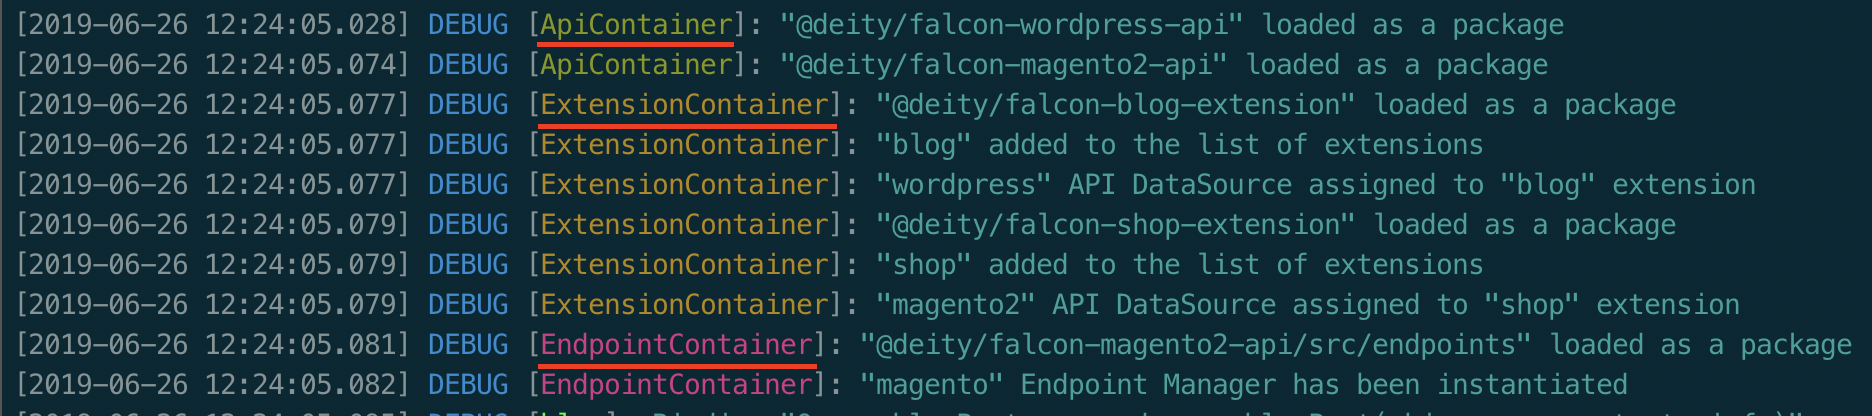 [2019-06-26 12:24:05.028] DEBUG [ApiContainer]: "@deity/falcon-wordpress-api" loaded as a package
[2019-06-26 12:24:05.074] DEBUG [ApiContainer]: "@deity/falcon-magento2-api" loaded as a package
[2019-06-26 12:24:05.077] DEBUG [ExtensionContainer]: "@deity/falcon-blog-extension" loaded as a package
[2019-06-26 12:24:05.077] DEBUG [ExtensionContainer]: "blog" added to the list of extensions
[2019-06-26 12:24:05.077] DEBUG [ExtensionContainer]: "wordpress" API DataSource assigned to "blog" extension
[2019-06-26 12:24:05.079] DEBUG [ExtensionContainer]: "@deity/falcon-shop-extension" loaded as a package
[2019-06-26 12:24:05.079] DEBUG [ExtensionContainer]: "shop" added to the list of extensions
[2019-06-26 12:24:05.079] DEBUG [ExtensionContainer]: "magento2" API DataSource assigned to "shop" extension
[2019-06-26 12:24:05.081] DEBUG [EndpointContainer]: "@deity/falcon-magento2-api/src/endpoints" loaded as a package
[2019-06-26 12:24:05.082] DEBUG [EndpointContainer]: "magento" Endpoint Manager has been instantiated